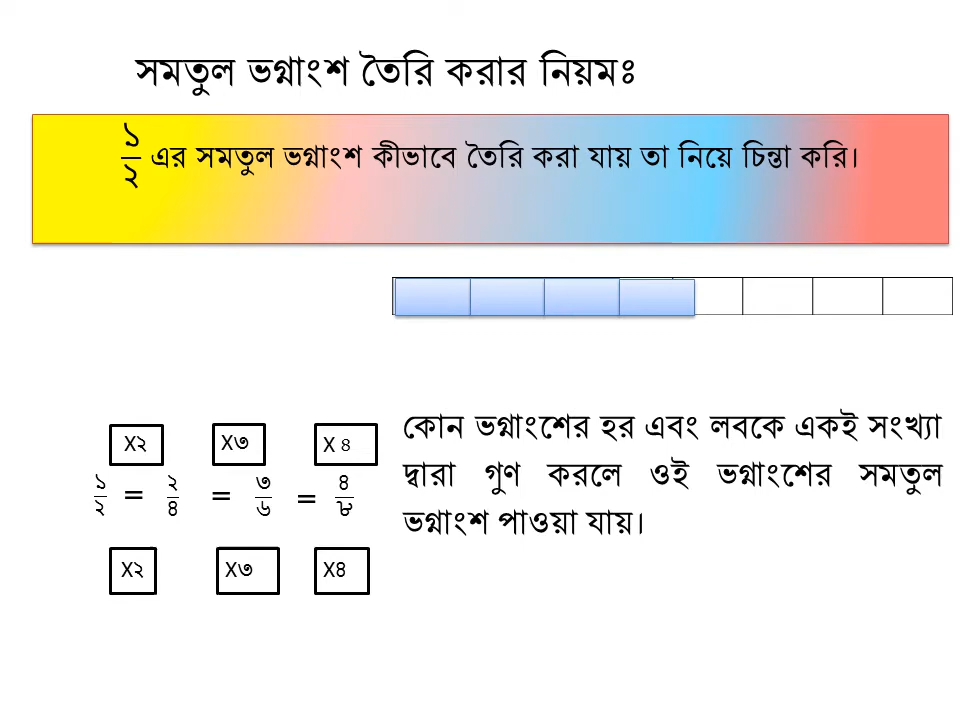 সমতুল ভগ্নাংশ তৈরি করার নিয়মঃ
১/২ এর সমতুল ভগ্নাংশ কীভাবে তৈরি করা যায় তা নিয়ে চিন্তা করি।
X২ X৩ X ৪
১/২ = ২/৪ = ৩/৬ = ৪/৮
X২ X৩ X৪
কোন ভগ্নাংশের হর এবং লবকে একই সংখ্যা
দ্বারা গুণ করলে ওই ভগ্নাংশের সমতুল
ভগ্নাংশ পাওয়া যায়।